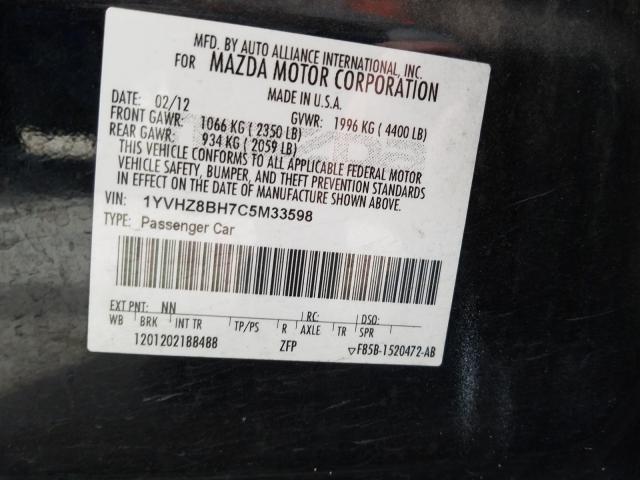 MFD. BY AUTO ALLIANCE INTERNATIONAL, INC.
FOR MAZDA MOTOR CORPORATION
MADE IN U.S.A.
DATE: 02/12 GVWR: 1996 KG ( 4400 LB)
FRONT GAWR: 1066 KG ( 2350 LB)
REAR GAWR: 934 KG ( 2059 LB)
THIS VEHICLE CONFORMS TO ALL APPLICABLE FEDERAL MOTOR
VEHICLE SAFETY, BUMPER, AND THEFT PREVENTION STANDARDS
IN EFFECT ON THE DATE OF MANUFACTURE SHOWN ABOVE.
VIN: 1YVHZ8BH7C5M33598
TYPE: Passenger Car
EXT PNT: NN RC: DSO:
WB BRK INT TR TP/PS R AXLE TR SPR
1201202188488 ZFP ▽FB5B-1520472-AB